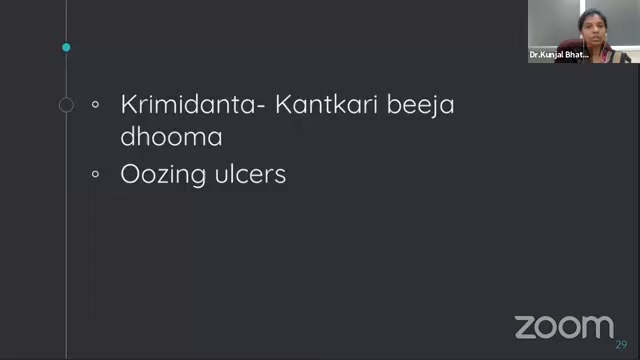 Dr.Kunjal Bhat...
Krimidanta- Kantkari beeja
dhooma
Oozing ulcers
zoom
29